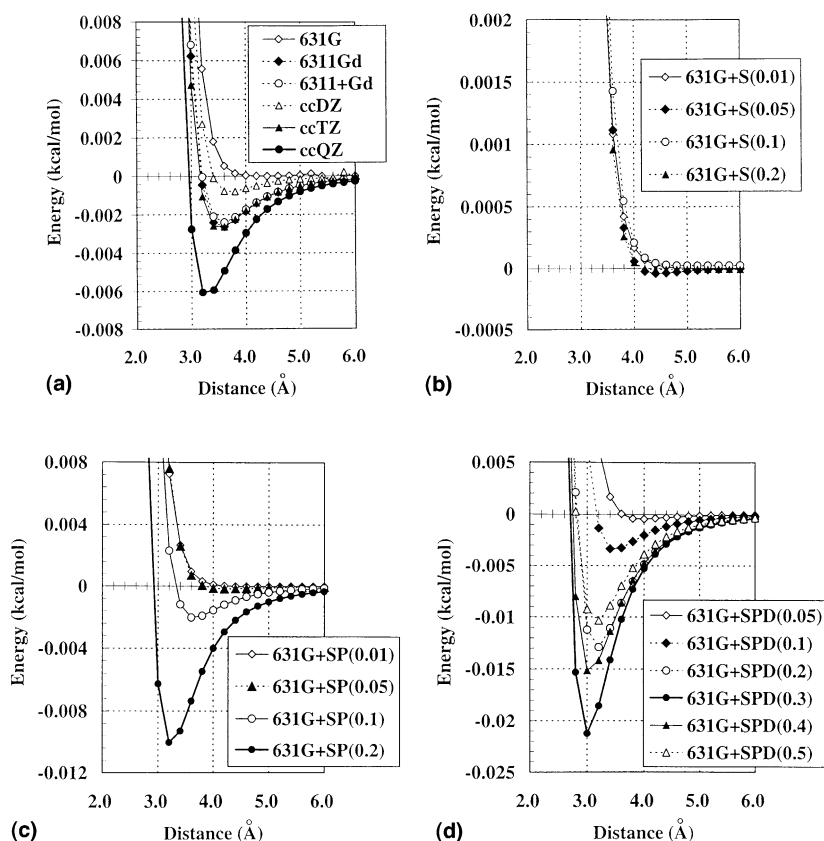 0.008
0.006
0.004
0.002
0
-0.002
-0.004
-0.006
-0.008
Energy (kcal/mol)
631G
6311Gd
6311+Gd
ccDZ
ccTZ
ccQZ
2.0 3.0 4.0 5.0 6.0
(a) Distance (Å)
0.002
0.0015
0.001
0.0005
0
-0.0005
Energy (kcal/mol)
631G+S(0.01)
631G+S(0.05)
631G+S(0.1)
631G+S(0.2)
2.0 3.0 4.0 5.0 6.0
(b) Distance (Å)
0.008
0.004
0
-0.004
-0.008
-0.012
Energy (kcal/mol)
631G+SP(0.01)
631G+SP(0.05)
631G+SP(0.1)
631G+SP(0.2)
2.0 3.0 4.0 5.0 6.0
(c) Distance (Å)
0.005
0
-0.005
-0.01
-0.015
-0.02
-0.025
Energy (kcal/mol)
631G+SPD(0.05)
631G+SPD(0.1)
631G+SPD(0.2)
631G+SPD(0.3)
631G+SPD(0.4)
631G+SPD(0.5)
2.0 3.0 4.0 5.0 6.0
(d) Distance (Å)